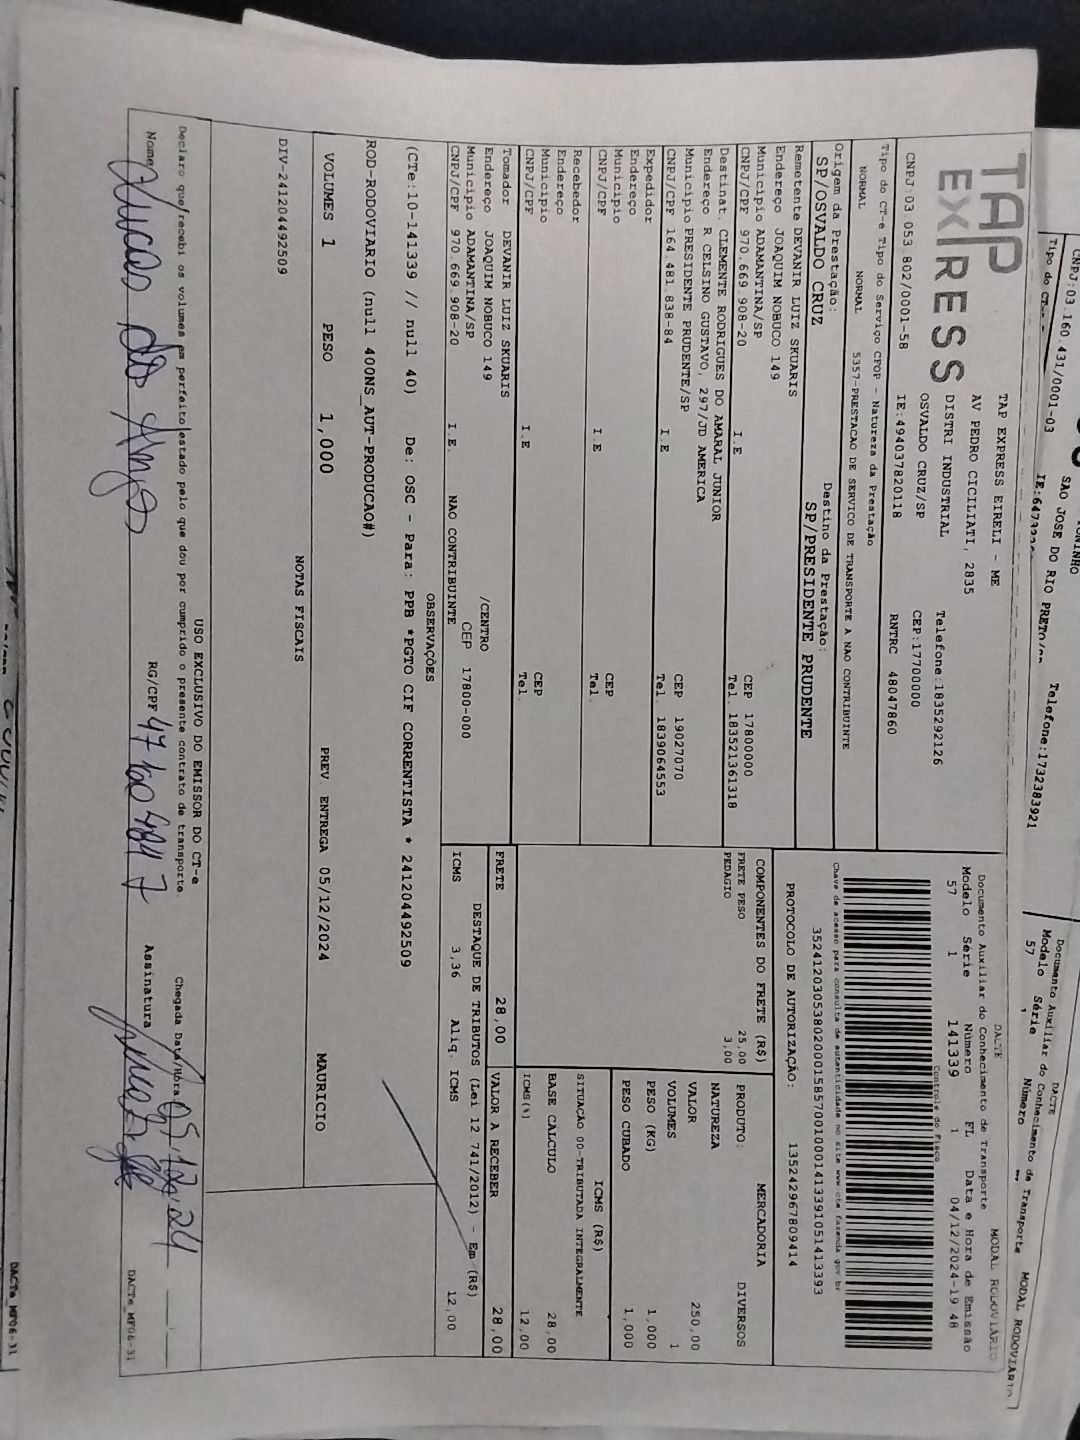 CNPJ:03.160.431/0001-03
SAO JOSE DO RIO PRETO
Telefone:1732383921
DACTE
MODAL RODOVIÁRIO
Documento Auxiliar do Conhecimento de Transporte
Modelo Série Número
57
TAP EXPRESS
TAP EXPRESS EIRELI - ME
AV PEDRO CICILIATI, 2835
DISTRI INDUSTRIAL
Telefone:1835292126
OSVALDO CRUZ/SP
CEP:17700000
CNPJ:03.053.802/0001-58
IE:494037820118
RNTRC 48047860
DACTE
MODAL RODOVIÁRIO
Documento Auxiliar do Conhecimento de Transporte
Modelo Série Número FL Data e Hora de Emissão
57 1 141339 1 04/12/2024-19:48
Controle do Fisco
Chave de acesso para consulta de autenticidade no site www.cte.fazenda.gov.br
35241203053802000158570010001413391051413393
PROTOCOLO DE AUTORIZAÇÃO: 135242967809414
Tipo do CT-e Tipo do Serviço CFOP - Natureza da Prestação
NORMAL NORMAL 5357-PRESTACAO DE SERVICO DE TRANSPORTE A NAO CONTRIBUINTE
Origem da Prestação: Destino da Prestação:
SP/OSVALDO CRUZ SP/PRESIDENTE PRUDENTE
Remetente DEVANIR LUIZ SKUARIS
Endereço JOAQUIM NOBUCO 149
Município ADAMANTINA/SP CEP 17800000
CNPJ/CPF 970.669.908-20 I.E Tel. 183521361318
Destinat. CLEMENTE RODRIGUES DO AMARAL JUNIOR
Endereço R CELSINO GUSTAVO, 297/JD AMERICA
Município PRESIDENTE PRUDENTE/SP CEP 19027070
CNPJ/CPF 164.481.838-84 I.E Tel. 1839064553
Expedidor
Endereço
Município CEP
CNPJ/CPF I.E Tel.
Recebedor
Endereço
Município CEP
CNPJ/CPF I.E Tel.
Tomador DEVANIR LUIZ SKUARIS
Endereço JOAQUIM NOBUCO 149 /CENTRO
Município ADAMANTINA/SP CEP 17800-000
CNPJ/CPF 970.669.908-20 I.E. NAO CONTRIBUINTE
COMPONENTES DO FRETE (R$)
FRETE PESO 25,00
PEDAGIO 3,00
MERCADORIA
PRODUTO: DIVERSOS
NATUREZA
VALOR 250,00
VOLUMES 1
PESO (KG) 1,000
PESO CUBADO 1,000
ICMS (R$)
SITUAÇÃO 00-TRIBUTADA INTEGRALMENTE
BASE CALCULO 28,00
ICMS(%) 12,00
FRETE 28,00 VALOR A RECEBER 28,00
DESTAQUE DE TRIBUTOS (Lei 12.741/2012) - Em (R$)
ICMS 3,36 Aliq. ICMS 12,00
OBSERVAÇÕES
(CTe:10-141339 // null 40) De: OSC - Para: PPB *PGTO CIF CORRENTISTA * 241204492509
ROD-RODOVIARIO (null 400NS_AUT-PRODUCAO#)
VOLUMES 1 PESO 1,000 PREV ENTREGA 05/12/2024 MAURICIO
NOTAS FISCAIS
DIV-241204492509
USO EXCLUSIVO DO EMISSOR DO CT-e
Declaro que recebi os volumes em perfeito estado pelo que dou por cumprido o presente contrato de transporte
Chegada Data/Hora 05.12.24
Nome RG/CPF Assinatura
DACTe_MF06-31
DACTe_MF06-31